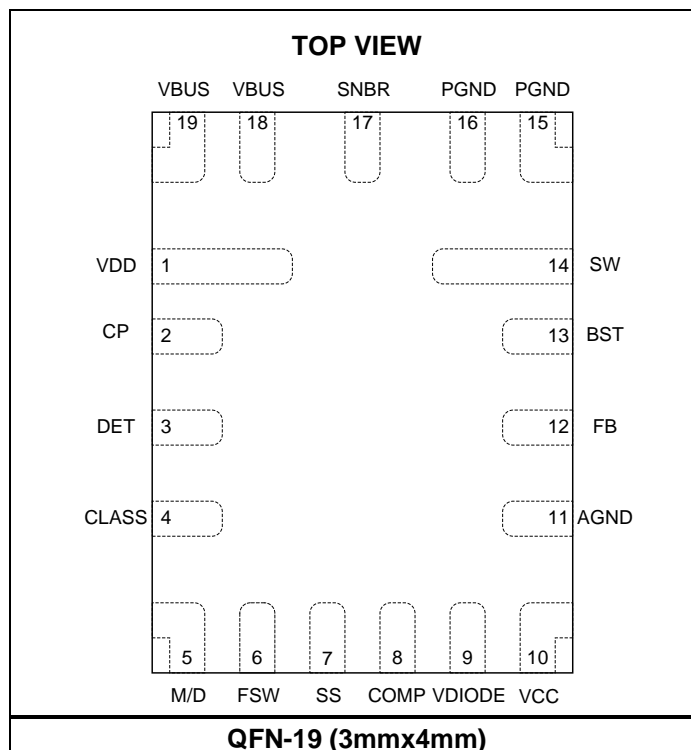 TOP VIEW
VBUS VBUS SNBR PGND PGND
19 18 17 16 15
VDD 1 14 SW
CP 2 13 BST
DET 3 12 FB
CLASS 4 11 AGND
5 6 7 8 9 10
M/D FSW SS COMP VDIODE VCC
QFN-19 (3mmx4mm)